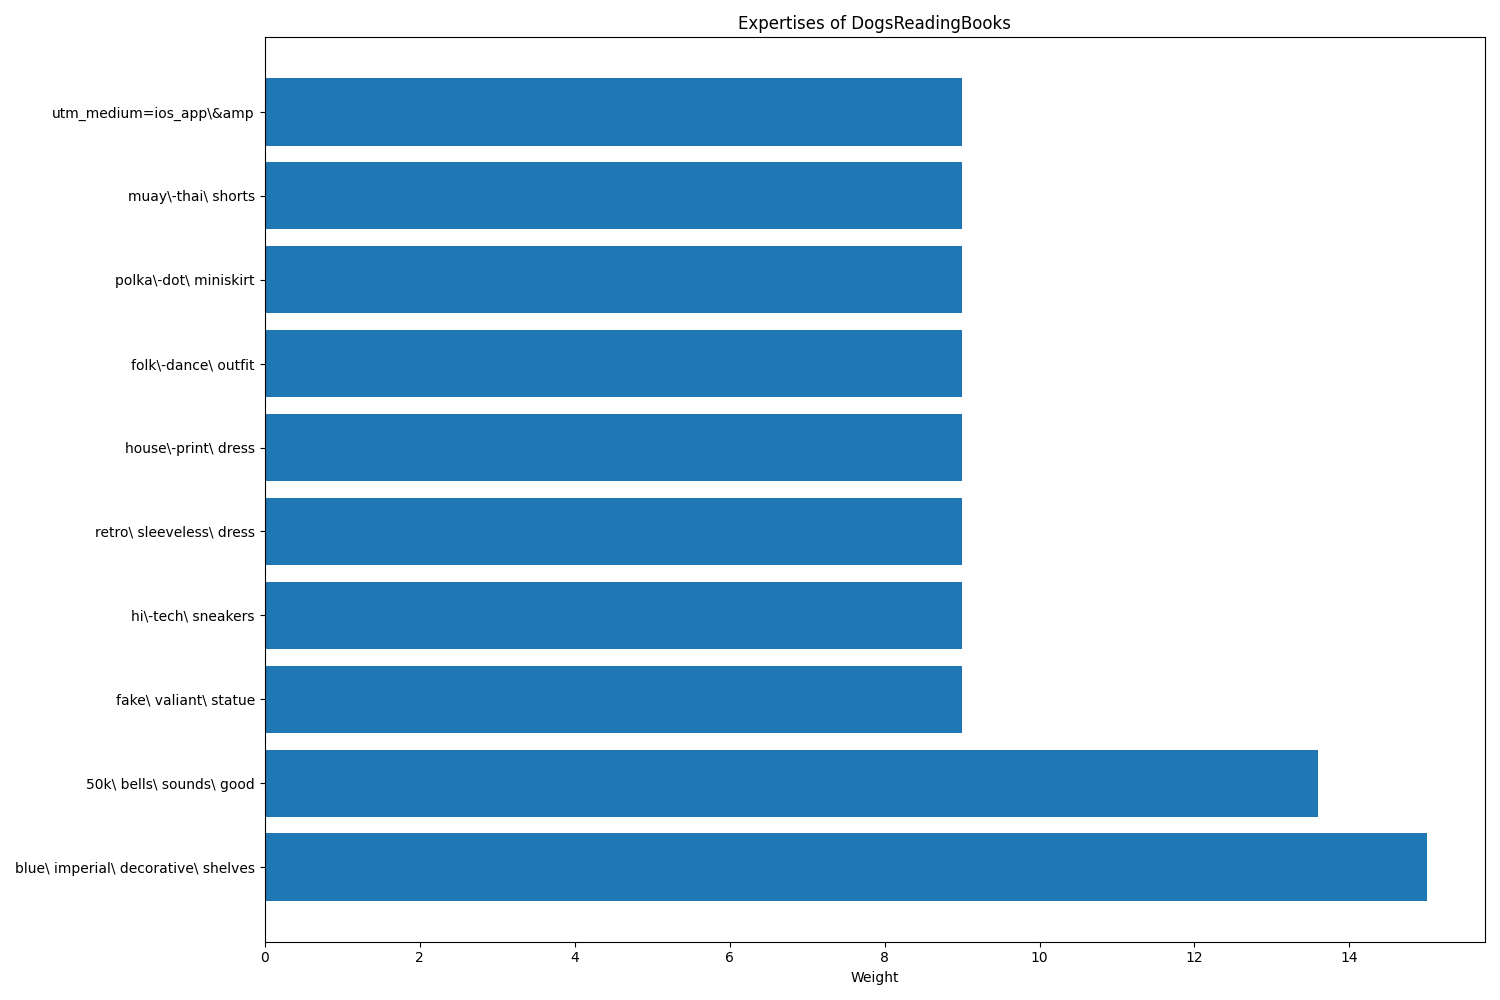 Expertises of DogsReadingBooks
utm_medium=ios_app\&amp
muay\-thai\ shorts
polka\-dot\ miniskirt
folk\-dance\ outfit
house\-print\ dress
retro\ sleeveless\ dress
hi\-tech\ sneakers
fake\ valiant\ statue
50k\ bells\ sounds\ good
blue\ imperial\ decorative\ shelves
0 2 4 6 8 10 12 14
Weight